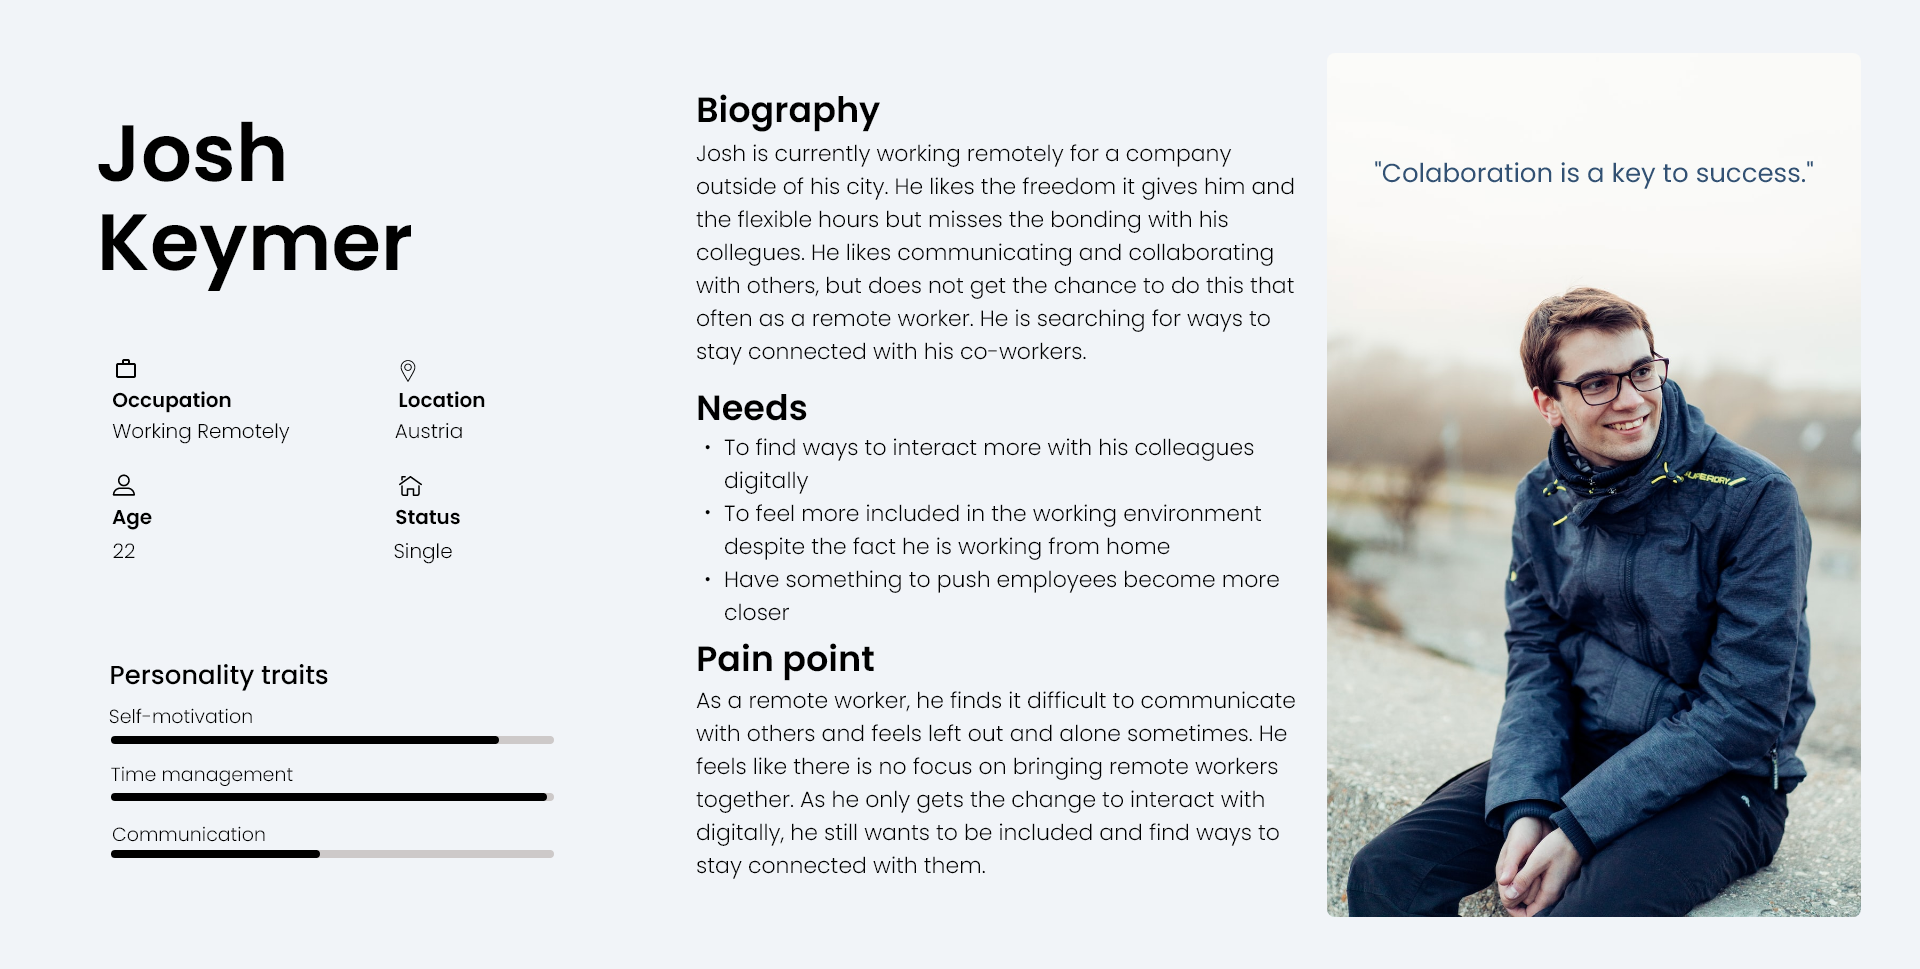 Josh
Keymer
Occupation
Working Remotely
Location
Austria
Age
22
Status
Single
Personality traits
Self-motivation
Time management
Communication
Biography
Josh is currently working remotely for a company
outside of his city. He likes the freedom it gives him and
the flexible hours but misses the bonding with his
collegues. He likes communicating and collaborating
with others, but does not get the chance to do this that
often as a remote worker. He is searching for ways to
stay connected with his co-workers.
Needs
• To find ways to interact more with his colleagues
digitally
• To feel more included in the working environment
despite the fact he is working from home
• Have something to push employees become more
closer
Pain point
As a remote worker, he finds it difficult to communicate
with others and feels left out and alone sometimes. He
feels like there is no focus on bringing remote workers
together. As he only gets the change to interact with
digitally, he still wants to be included and find ways to
stay connected with them.
"Colaboration is a key to success."